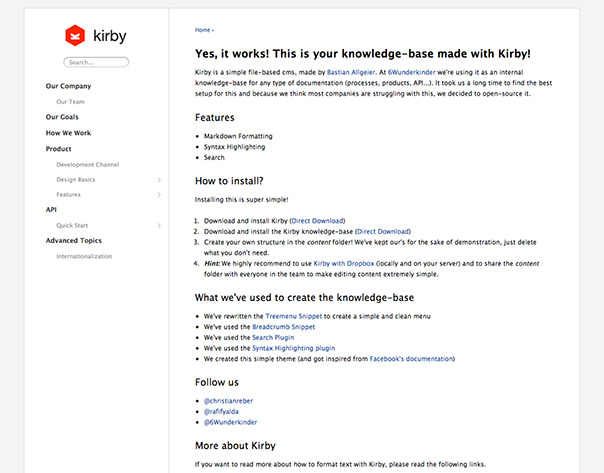 kirby
Search...
Our Company
Our Team
Our Goals
How We Work
Product
Development Channel
Design Basics
Features
API
Quick Start
Advanced Topics
Internationalization
Home ›
Yes, it works! This is your knowledge-base made with Kirby!
Kirby is a simple file-based cms, made by Bastian Allgeier. At 6Wunderkinder we're using it as an internal
knowledge-base for any type of documentation (processes, products, API...). It took us a long time to find the best
setup for this and because we think most companies are struggling with this, we decided to open-source it.
Features
• Markdown Formatting
• Syntax Highlighting
• Search
How to install?
Installing this is super simple!
1. Download and install Kirby (Direct Download)
2. Download and install the Kirby knowledge-base (Direct Download)
3. Create your own structure in the content folder! We've kept our's for the sake of demonstration, just delete
what you don't need.
4. Hint: We highly recommend to use Kirby with Dropbox (locally and on your server) and to share the content
folder with everyone in the team to make editing content extremely simple.
What we've used to create the knowledge-base
• We've rewritten the Treemenu Snippet to create a simple and clean menu
• We've used the Breadcrumb Snippet
• We've used the Search Plugin
• We've used the Syntax Highlighting plugin
• We created this simple theme (and got inspired from Facebook's documentation)
Follow us
• @christianreber
• @rafifyalda
• @6Wunderkinder
More about Kirby
If you want to read more about how to format text with Kirby, please read the following links.